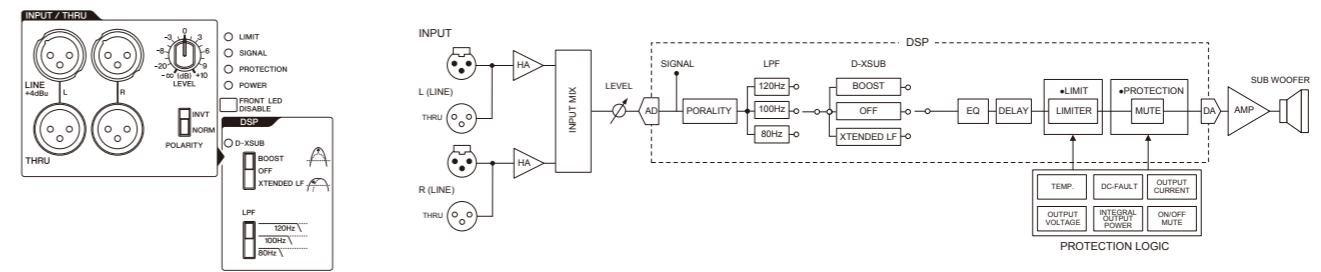 INPUT / THRU
0
-3 3
-8 6
-20 9
-∞ (dB) +10
LEVEL
LINE
+4dBu
L
R
THRU
INVT
NORM
POLARITY
LIMIT
SIGNAL
PROTECTION
POWER
FRONT LED
DISABLE
DSP
D-XSUB
BOOST
OFF
XTENDED LF
LPF
120Hz
100Hz
80Hz
INPUT
L (LINE)
THRU
R (LINE)
THRU
HA
HA
INPUT MIX
LEVEL
DSP
AD
SIGNAL
PORALITY
LPF
120Hz
100Hz
80Hz
D-XSUB
BOOST
OFF
XTENDED LF
EQ
DELAY
●LIMIT
LIMITER
●PROTECTION
MUTE
DA
AMP
SUB WOOFER
TEMP.
DC-FAULT
OUTPUT
CURRENT
OUTPUT
VOLTAGE
INTEGRAL
OUTPUT
POWER
ON/OFF
MUTE
PROTECTION LOGIC